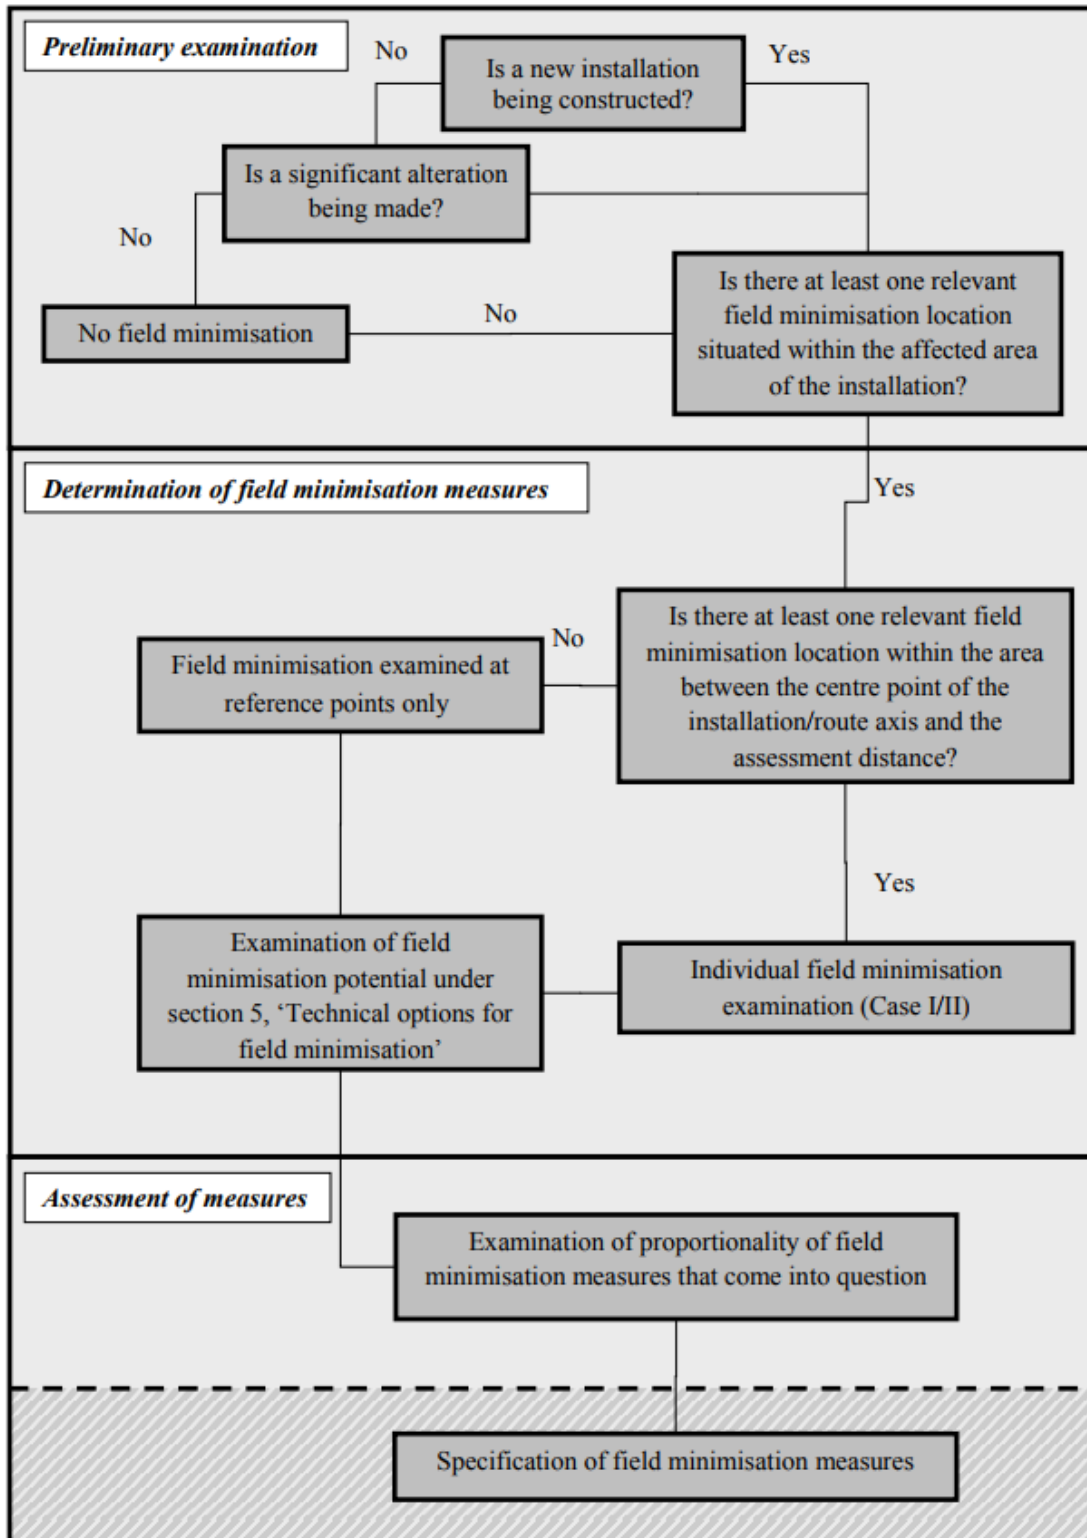 Preliminary examination
No
Yes
Is a new installation
being constructed?
Is a significant alteration
being made?
No
Is there at least one relevant
field minimisation location
situated within the affected area
of the installation?
No
No field minimisation
Determination of field minimisation measures
Yes
Is there at least one relevant field
minimisation location within the area
between the centre point of the
installation/route axis and the
assessment distance?
No
Field minimisation examined at
reference points only
Yes
Examination of field
minimisation potential under
section 5, ‘Technical options for
field minimisation’
Individual field minimisation
examination (Case I/II)
Assessment of measures
Examination of proportionality of field
minimisation measures that come into question
Specification of field minimisation measures